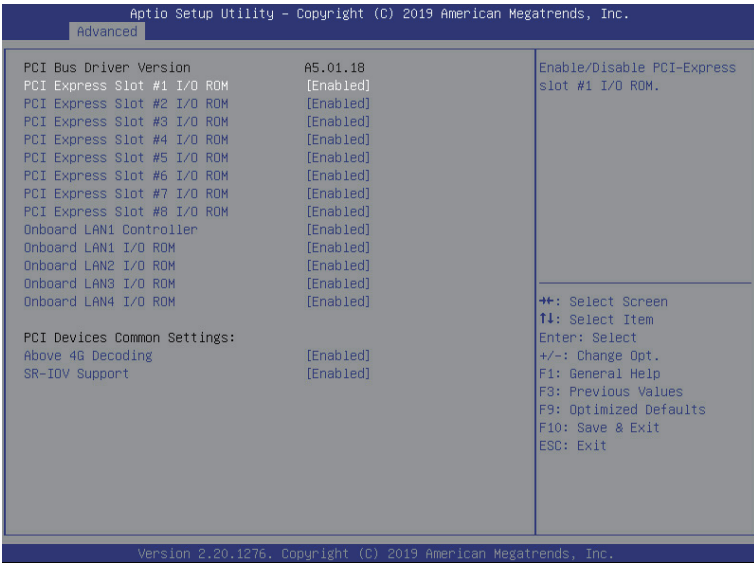 Aptio Setup Utility – Copyright (C) 2019 American Megatrends, Inc.
Advanced
PCI Bus Driver Version A5.01.18
PCI Express Slot #1 I/O ROM [Enabled]
PCI Express Slot #2 I/O ROM [Enabled]
PCI Express Slot #3 I/O ROM [Enabled]
PCI Express Slot #4 I/O ROM [Enabled]
PCI Express Slot #5 I/O ROM [Enabled]
PCI Express Slot #6 I/O ROM [Enabled]
PCI Express Slot #7 I/O ROM [Enabled]
PCI Express Slot #8 I/O ROM [Enabled]
Onboard LAN1 Controller [Enabled]
Onboard LAN1 I/O ROM [Enabled]
Onboard LAN2 I/O ROM [Enabled]
Onboard LAN3 I/O ROM [Enabled]
Onboard LAN4 I/O ROM [Enabled]
PCI Devices Common Settings:
Above 4G Decoding [Enabled]
SR-IOV Support [Enabled]
Enable/Disable PCI-Express
slot #1 I/O ROM.
→←: Select Screen
↑↓: Select Item
Enter: Select
+/-: Change Opt.
F1: General Help
F3: Previous Values
F9: Optimized Defaults
F10: Save & Exit
ESC: Exit
Version 2.20.1276. Copyright (C) 2019 American Megatrends, Inc.